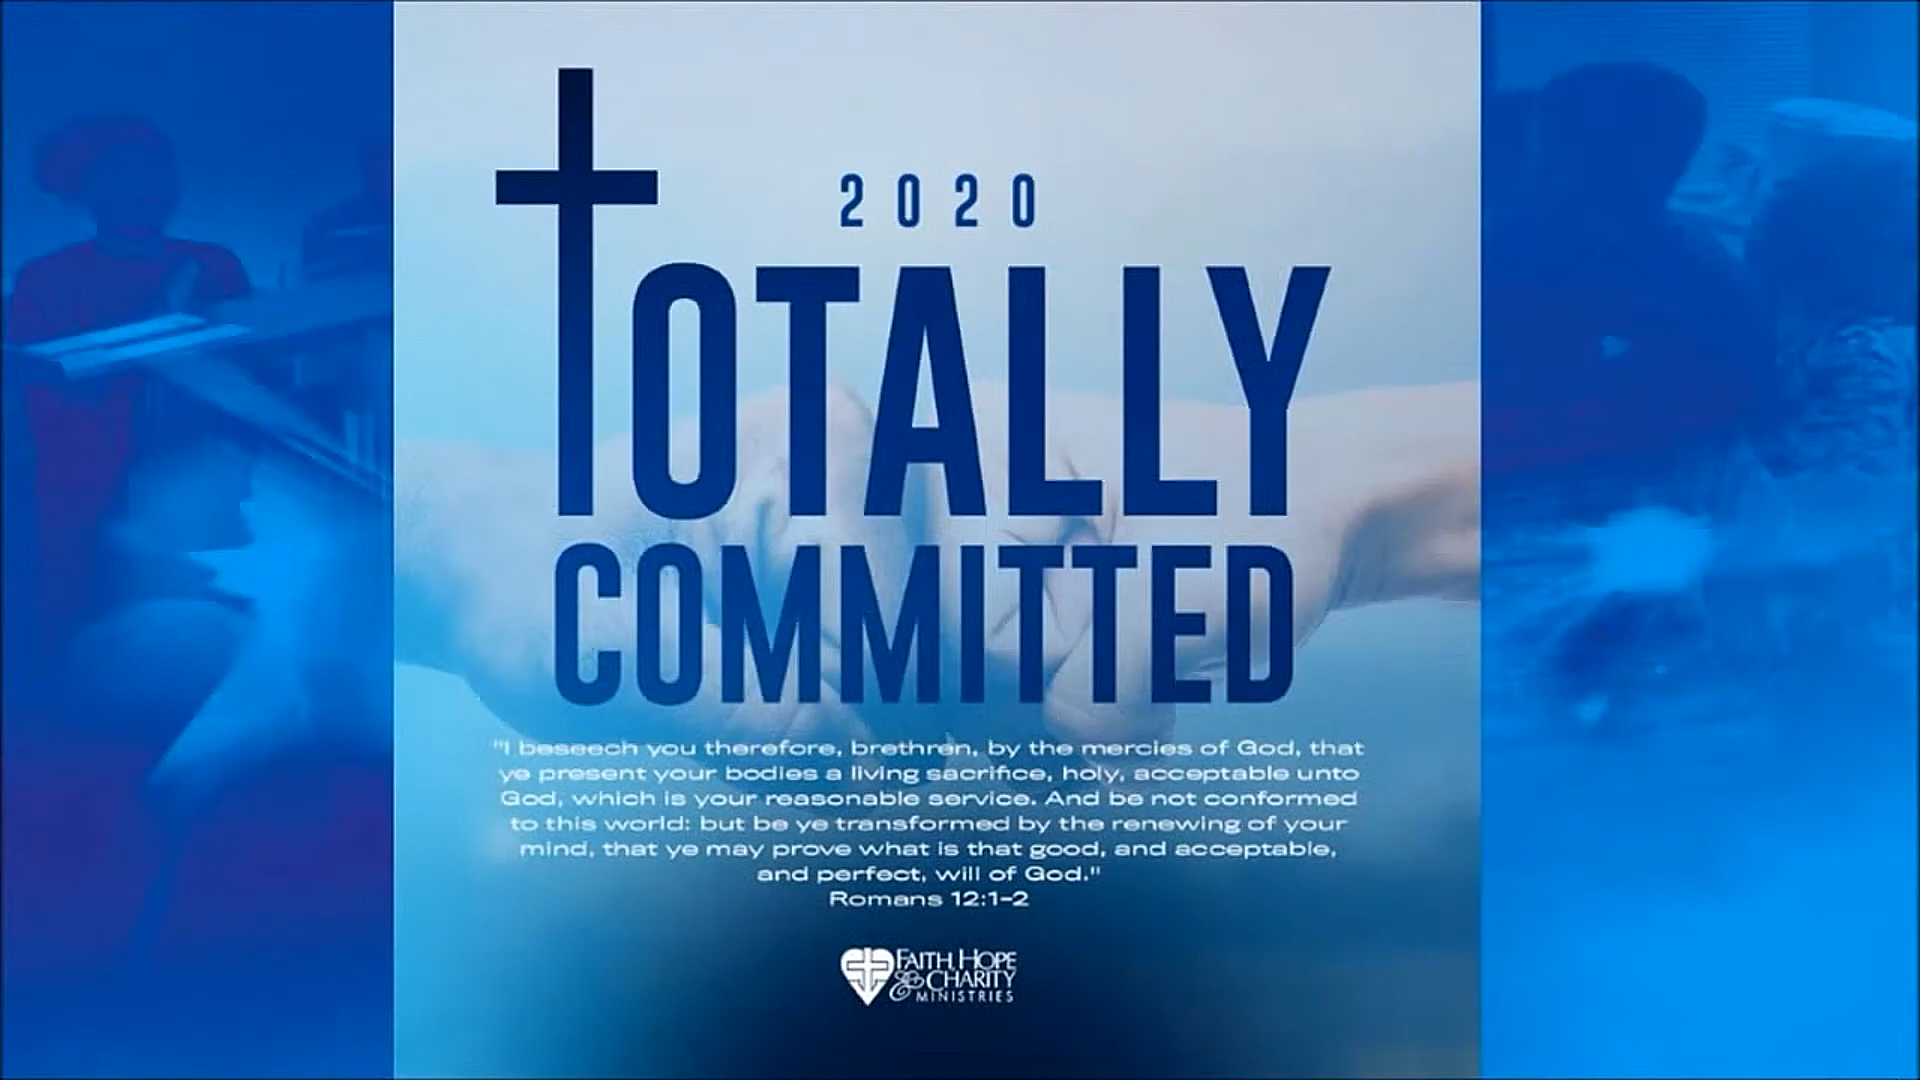 2020
TOTALLY
COMMITTED
"I beseech you therefore, brethren, by the mercies of God, that
ye present your bodies a living sacrifice, holy, acceptable unto
God, which is your reasonable service. And be not conformed
to this world: but be ye transformed by the renewing of your
mind, that ye may prove what is that good, and acceptable,
and perfect, will of God."
Romans 12:1-2
FAITH, HOPE
& CHARITY
MINISTRIES